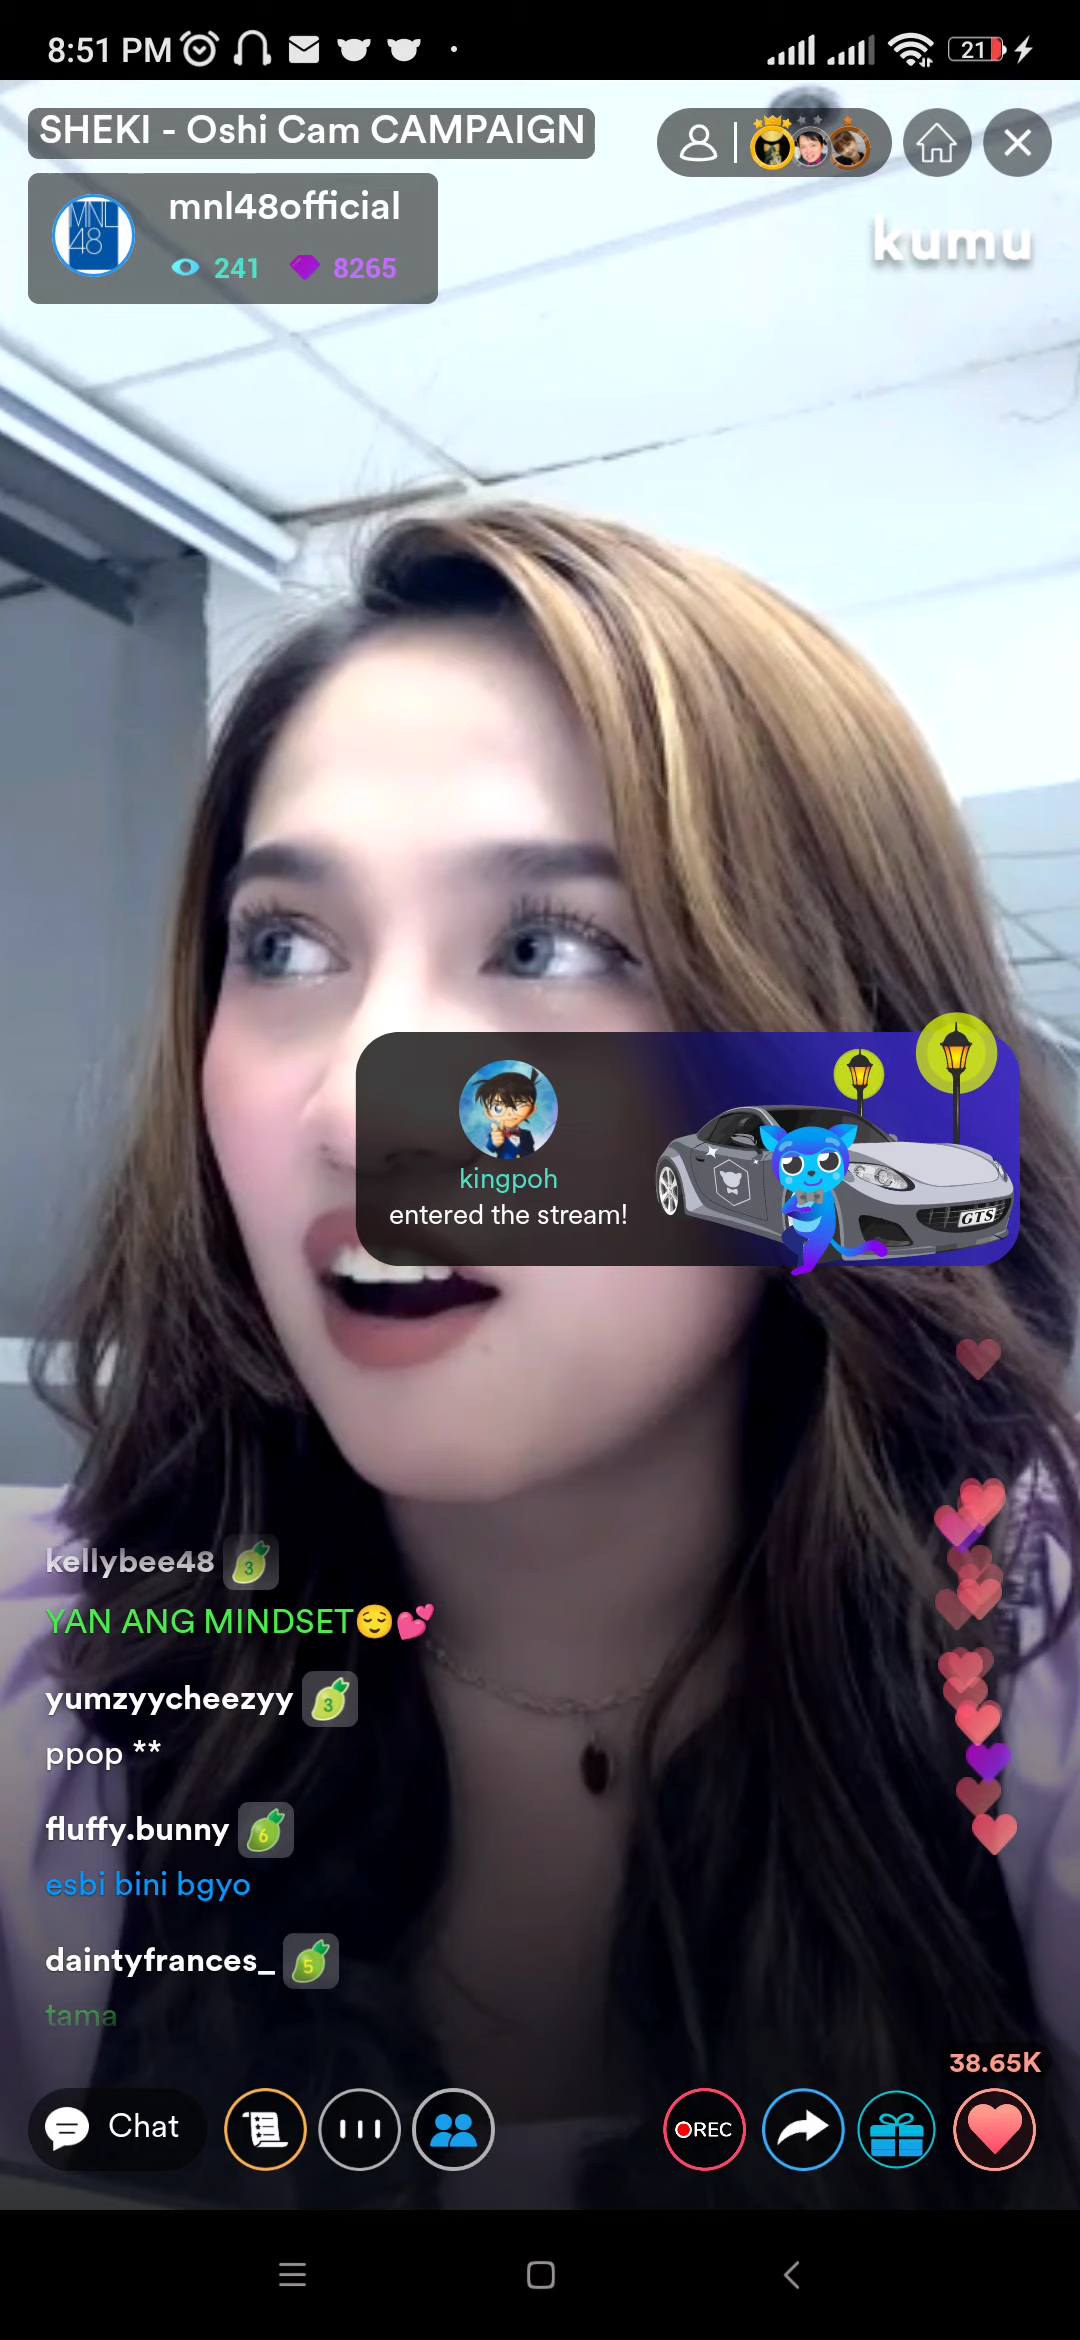 8:51 PM
21
SHEKI - Oshi Cam CAMPAIGN
MNL
48
mnl48official
241
8265
kumu
kingpoh
entered the stream!
GTS
kellybee48 3
YAN ANG MINDSET😌💕
yumzyycheezyy 3
ppop **
fluffy.bunny 6
esbi bini bgyo
daintyfrances_ 5
tama
38.65K
Chat
REC